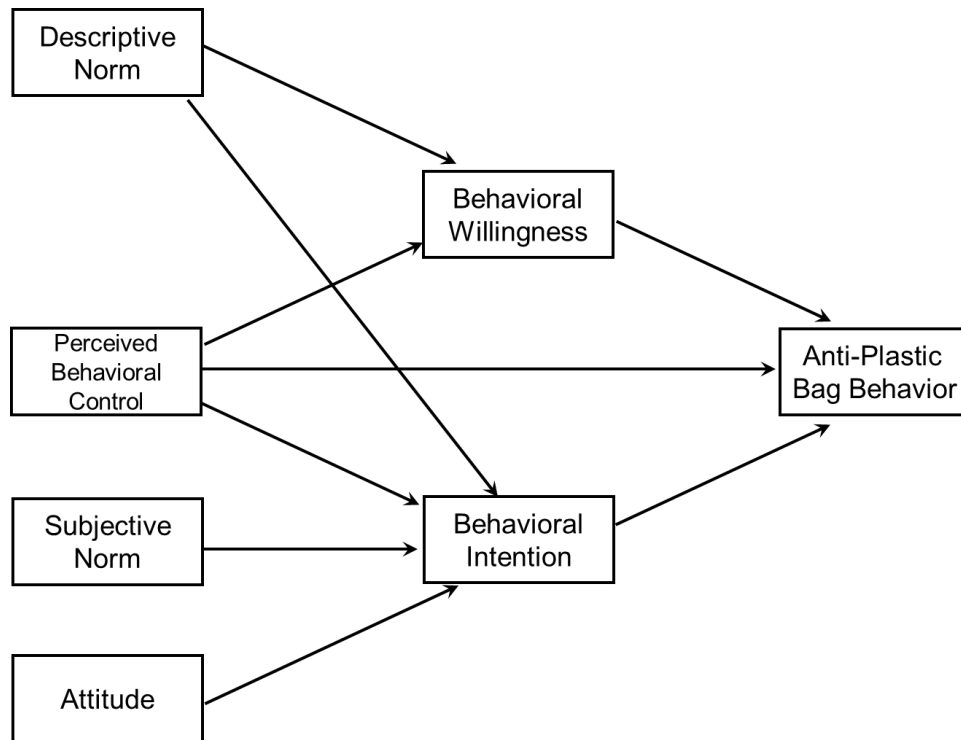 Descriptive
Norm
Behavioral
Willingness
Perceived
Behavioral
Control
Anti-Plastic
Bag Behavior
Subjective
Norm
Behavioral
Intention
Attitude